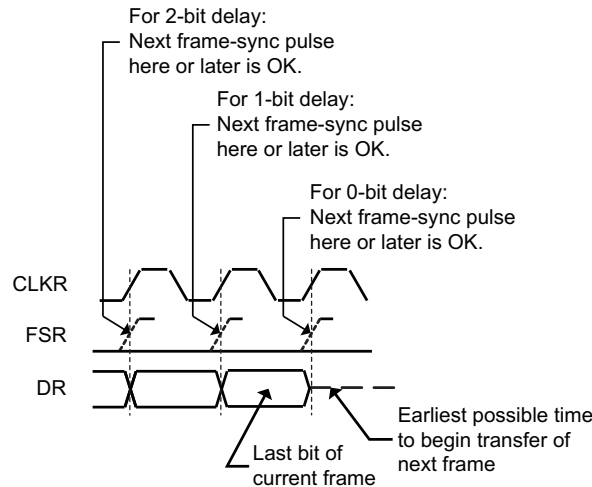 For 2-bit delay:
Next frame-sync pulse
here or later is OK.
For 1-bit delay:
Next frame-sync pulse
here or later is OK.
For 0-bit delay:
Next frame-sync pulse
here or later is OK.
CLKR
FSR
DR
Earliest possible time
to begin transfer of
next frame
Last bit of
current frame